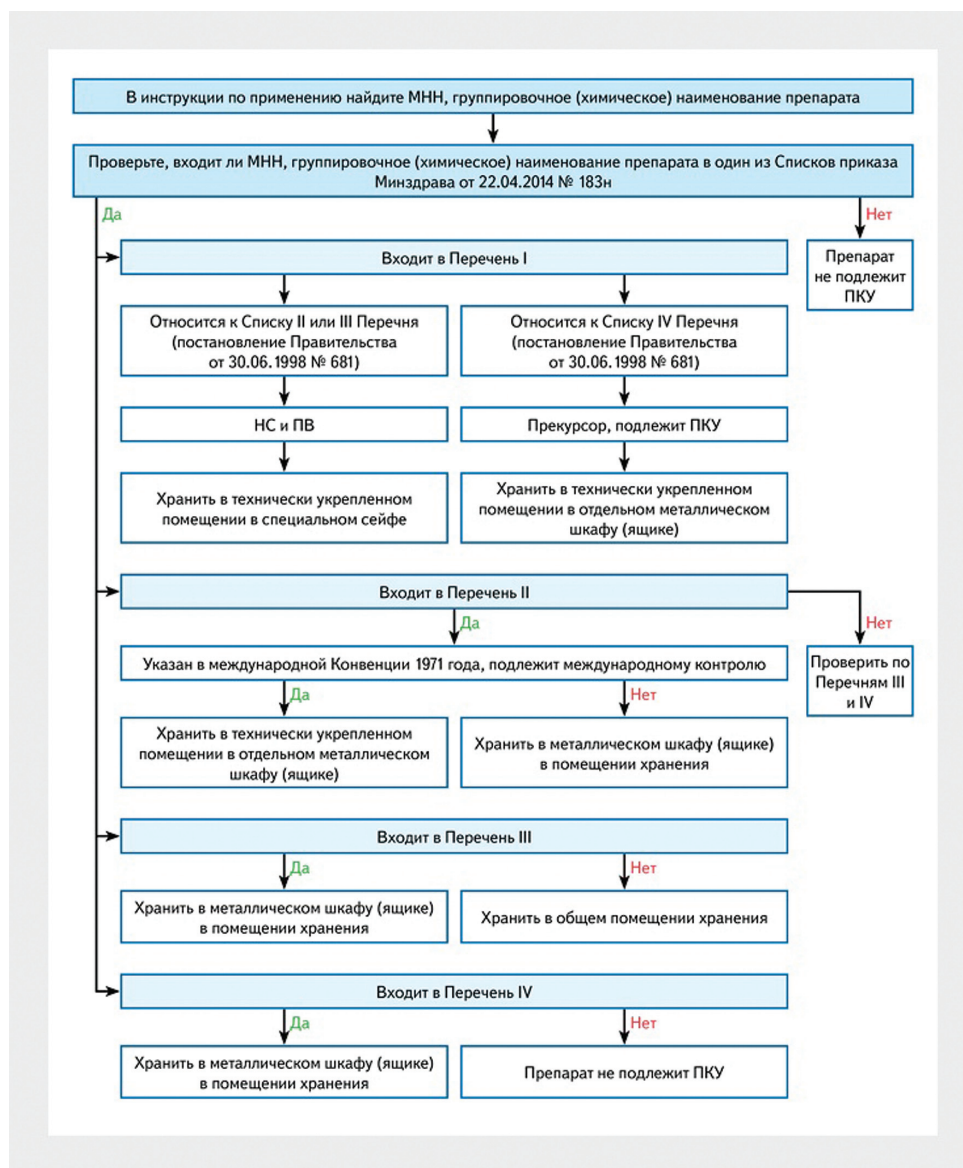 В инструкции по применению найдите МНН, группировочное (химическое) наименование препарата
Проверьте, входит ли МНН, группировочное (химическое) наименование препарата в один из Списков приказа
Минздрава от 22.04.2014 № 183н
Да
Нет
Входит в Перечень I
Препарат
не подлежит
ПКУ
Относится к Списку II или III Перечня
(постановление Правительства
от 30.06.1998 № 681)
Относится к Списку IV Перечня
(постановление Правительства
от 30.06.1998 № 681)
НС и ПВ
Прекурсор, подлежит ПКУ
Хранить в технически укрепленном
помещении в специальном сейфе
Хранить в технически укрепленном
помещении в отдельном металлическом
шкафу (ящике)
Входит в Перечень II
Да
Нет
Указан в международной Конвенции 1971 года, подлежит международному контролю
Проверить по
Перечням III
и IV
Да
Нет
Хранить в технически укрепленном
помещении в отдельном металлическом
шкафу (ящике)
Хранить в металлическом шкафу (ящике)
в помещении хранения
Входит в Перечень III
Да
Нет
Хранить в металлическом шкафу (ящике)
в помещении хранения
Хранить в общем помещении хранения
Входит в Перечень IV
Да
Нет
Хранить в металлическом шкафу (ящике)
в помещении хранения
Препарат не подлежит ПКУ